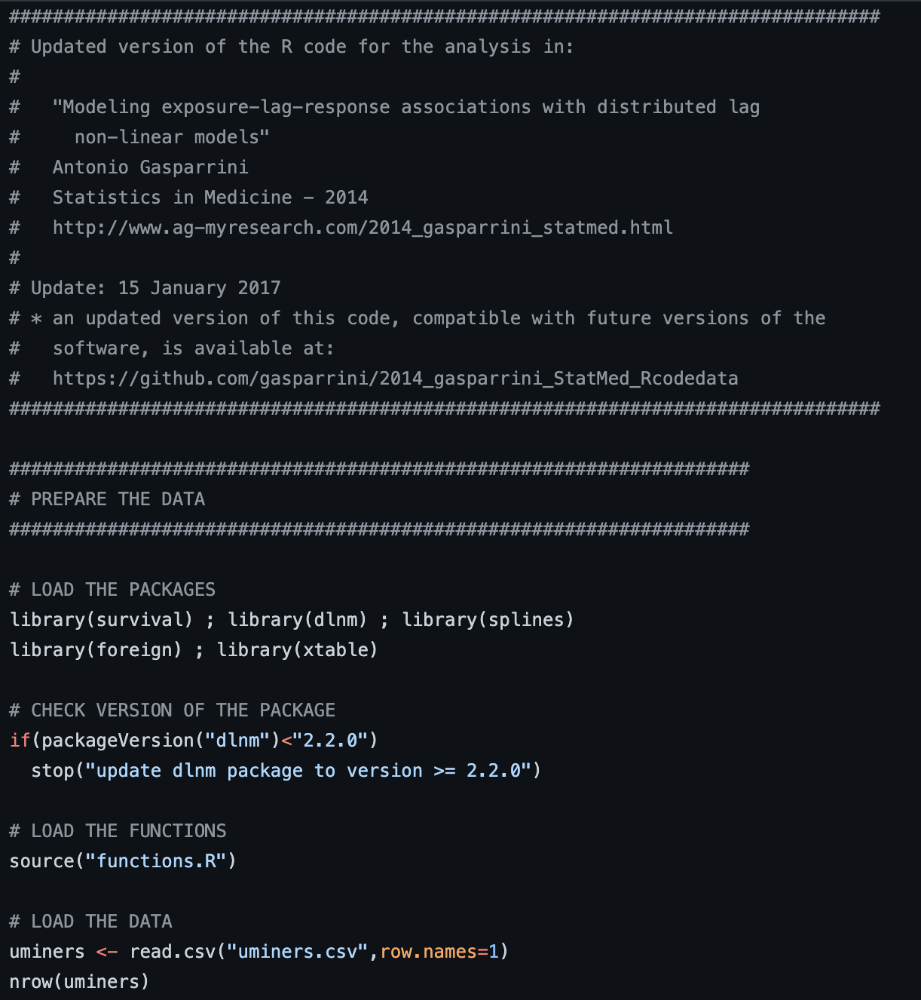 ################################################################################
# Updated version of the R code for the analysis in:
#
#   "Modeling exposure-lag-response associations with distributed lag
#     non-linear models"
#   Antonio Gasparrini
#   Statistics in Medicine - 2014
#   http://www.ag-myresearch.com/2014_gasparrini_statmed.html
#
# Update: 15 January 2017
# * an updated version of this code, compatible with future versions of the
#   software, is available at:
#   https://github.com/gasparrini/2014_gasparrini_StatMed_Rcodedata
################################################################################
####################################################################
# PREPARE THE DATA
####################################################################
# LOAD THE PACKAGES
library(survival) ; library(dlnm) ; library(splines)
library(foreign) ; library(xtable)
# CHECK VERSION OF THE PACKAGE
if(packageVersion("dlnm")<"2.2.0")
  stop("update dlnm package to version >= 2.2.0")
# LOAD THE FUNCTIONS
source("functions.R")
# LOAD THE DATA
uminers <- read.csv("uminers.csv",row.names=1)
nrow(uminers)